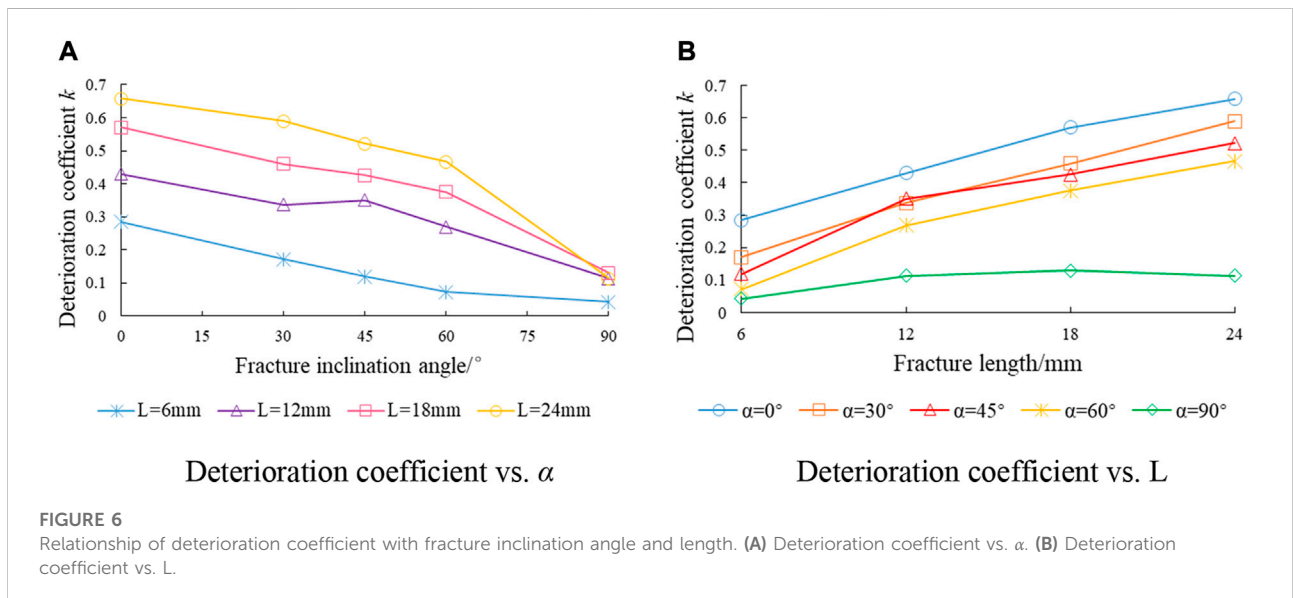 A
Deterioration coefficient k
0.7
0.6
0.5
0.4
0.3
0.2
0.1
0
0 15 30 45 60 75 90
Fracture inclination angle/°
L=6mm L=12mm L=18mm L=24mm
Deterioration coefficient vs. α
B
Deterioration coefficient k
0.7
0.6
0.5
0.4
0.3
0.2
0.1
0
6 12 18 24
Fracture length/mm
α=0° α=30° α=45° α=60° α=90°
Deterioration coefficient vs. L
FIGURE 6
Relationship of deterioration coefficient with fracture inclination angle and length. (A) Deterioration coefficient vs. α. (B) Deterioration
coefficient vs. L.